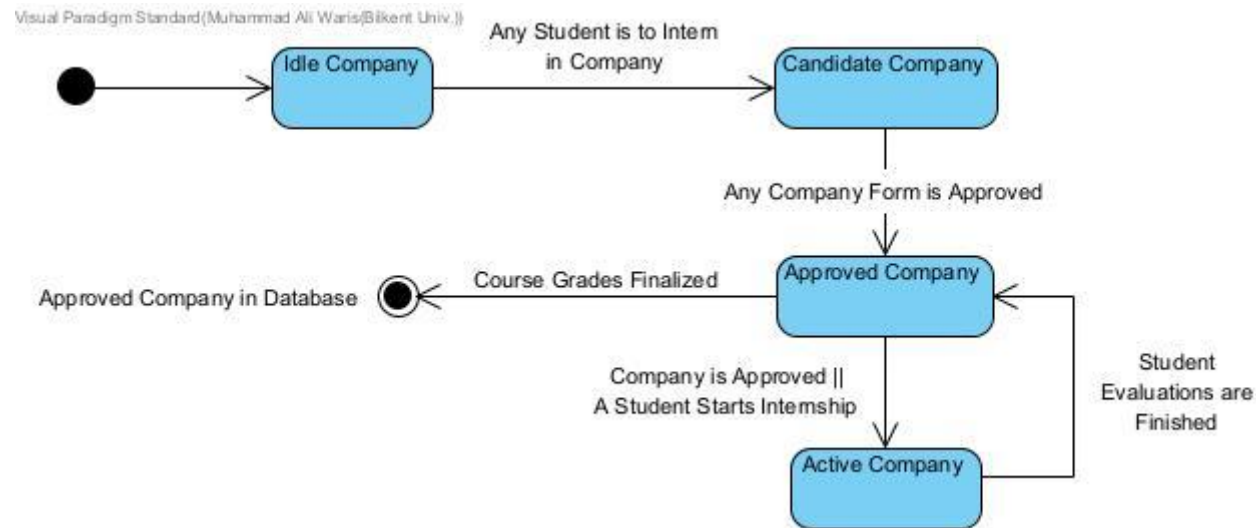 Visual Paradigm Standard(Muhammad Ali Waris(Bilkent Univ.))
Any Student is to Intern
in Company
Idle Company
Candidate Company
Any Company Form is Approved
Approved Company
Course Grades Finalized
Approved Company in Database
Company is Approved ||
A Student Starts Internship
Student
Evaluations are
Finished
Active Company